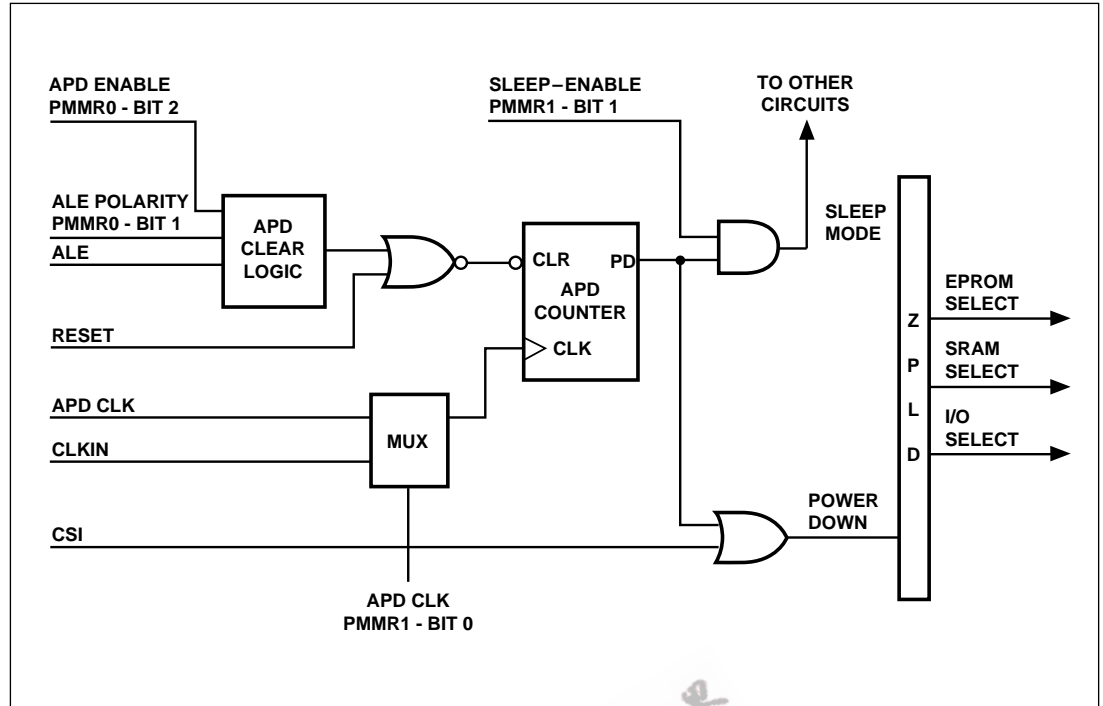 APD ENABLE
PMMR0 - BIT 2
SLEEP–ENABLE
PMMR1 - BIT 1
TO OTHER
CIRCUITS
ALE POLARITY
PMMR0 - BIT 1
ALE
APD
CLEAR
LOGIC
SLEEP
MODE
CLR
PD
APD
COUNTER
CLK
EPROM
SELECT
RESET
SRAM
SELECT
APD CLK
CLKIN
MUX
I/O
SELECT
Z
P
L
D
POWER
DOWN
CSI
APD CLK
PMMR1 - BIT 0